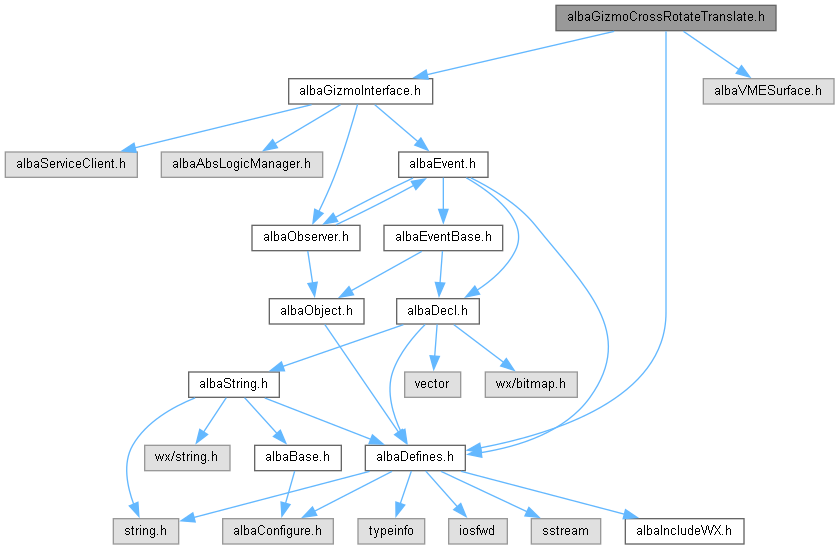 albaGizmoCrossRotateTranslate.h
albaGizmoInterface.h
albaVMESurface.h
albaServiceClient.h
albaAbsLogicManager.h
albaEvent.h
albaObserver.h
albaEventBase.h
albaObject.h
albaDecl.h
albaString.h
vector
wx/bitmap.h
wx/string.h
albaBase.h
albaDefines.h
string.h
albaConfigure.h
typeinfo
iosfwd
sstream
albaIncludeWX.h